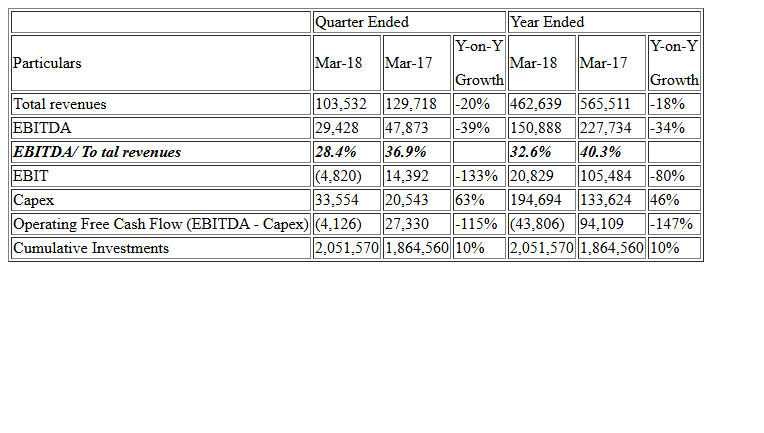 Quarter Ended Year Ended
Particulars Mar-18 Mar-17 Y-on-Y Growth Mar-18 Mar-17 Y-on-Y Growth
Total revenues 103,532 129,718 -20% 462,639 565,511 -18%
EBITDA 29,428 47,873 -39% 150,888 227,734 -34%
EBITDA/ To tal revenues 28.4% 36.9% 32.6% 40.3%
EBIT (4,820) 14,392 -133% 20,829 105,484 -80%
Capex 33,554 20,543 63% 194,694 133,624 46%
Operating Free Cash Flow (EBITDA - Capex) (4,126) 27,330 -115% (43,806) 94,109 -147%
Cumulative Investments 2,051,570 1,864,560 10% 2,051,570 1,864,560 10%